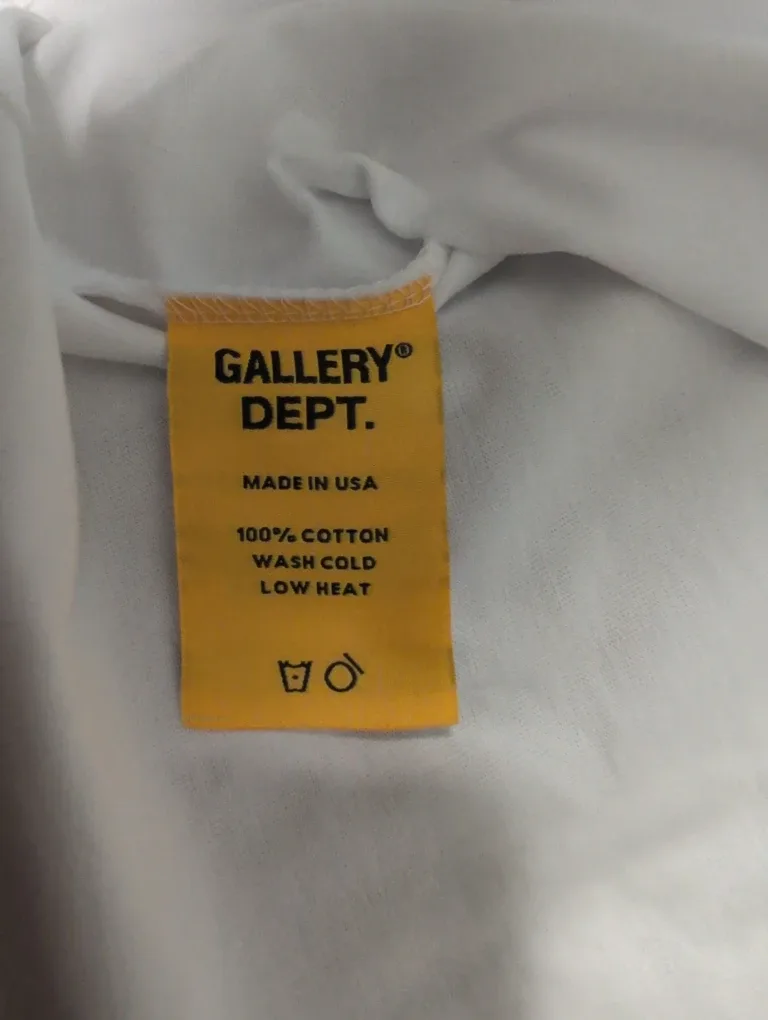 GALLERY®
DEPT.
MADE IN USA
100% COTTON
WASH COLD
LOW HEAT